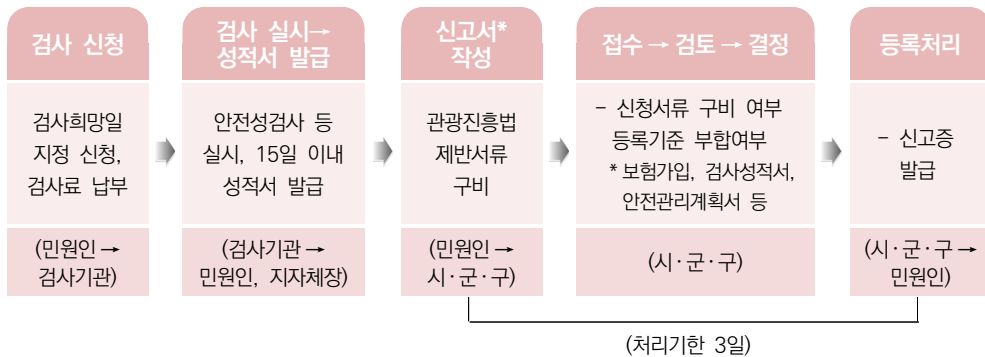 검사 신청
검사희망일
지정 신청,
검사료 납부
(민원인 →
검사기관)
검사 실시→
성적서 발급
안전성검사 등
실시, 15일 이내
성적서 발급
(검사기관 →
민원인, 지자체장)
신고서*
작성
관광진흥법
제반서류
구비
(민원인 →
시·군·구)
접수 → 검토 → 결정
- 신청서류 구비 여부
등록기준 부합여부
* 보험가입, 검사성적서,
안전관리계획서 등
(시·군·구)
등록처리
- 신고증
발급
(시·군·구 →
민원인)
(처리기한 3일)